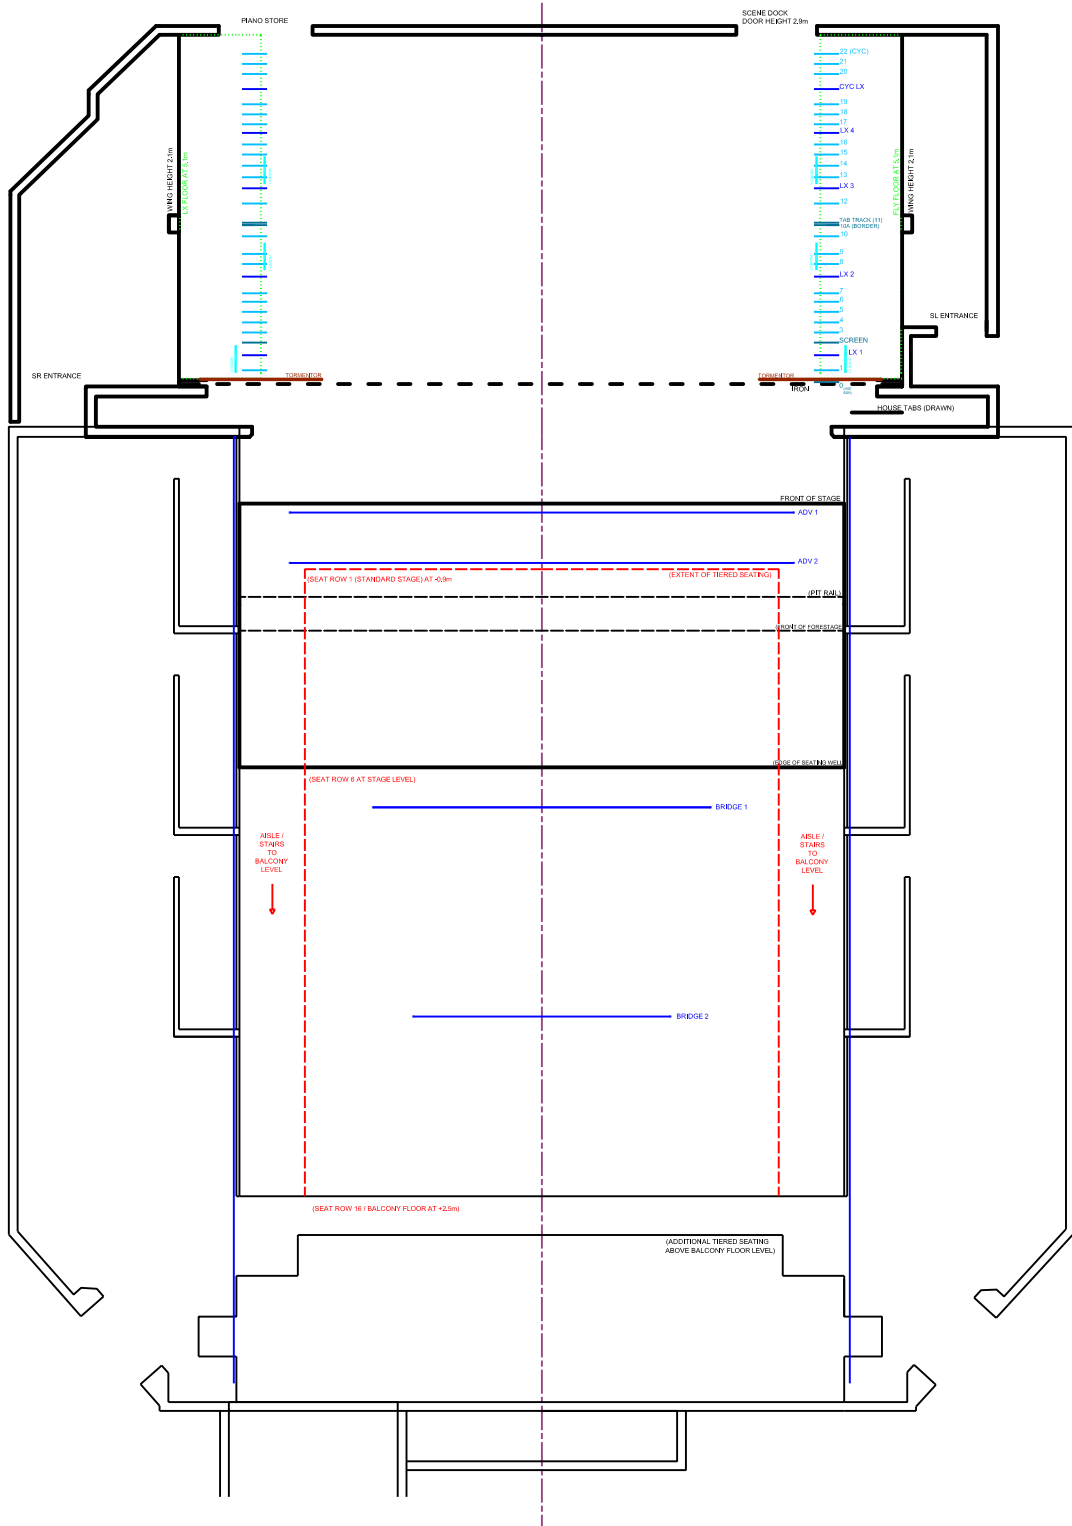 PIANO STORE
SCENE DOCK
DOOR HEIGHT 2.9m
22 (CYC)
21
20
CYC LX
19
18
17
LX 4
16
15
14
13
LX 3
12
TAB TRACK (11)
10A (BORDER)
10
9
8
LX 2
7
6
5
4
3
SCREEN
LX 1
1
0
WING HEIGHT 2.1m
LX FLOOR AT 5.1m
FLY FLOOR AT 5.1m
WING HEIGHT 2.1m
SL ENTRANCE
SR ENTRANCE
TORMENTOR
TORMENTOR
IRON
HOUSE TABS (DRAWN)
FRONT OF STAGE
ADV 1
ADV 2
(SEAT ROW 1 (STANDARD STAGE) AT -0.9m
(EXTENT OF TIERED SEATING)
(PIT RAIL)
(FRONT OF FORESTAGE)
(EDGE OF SEATING WELL)
(SEAT ROW 6 AT STAGE LEVEL)
BRIDGE 1
AISLE /
STAIRS
TO
BALCONY
LEVEL
AISLE /
STAIRS
TO
BALCONY
LEVEL
BRIDGE 2
(SEAT ROW 16 / BALCONY FLOOR AT +2.5m)
(ADDITIONAL TIERED SEATING
ABOVE BALCONY FLOOR LEVEL)